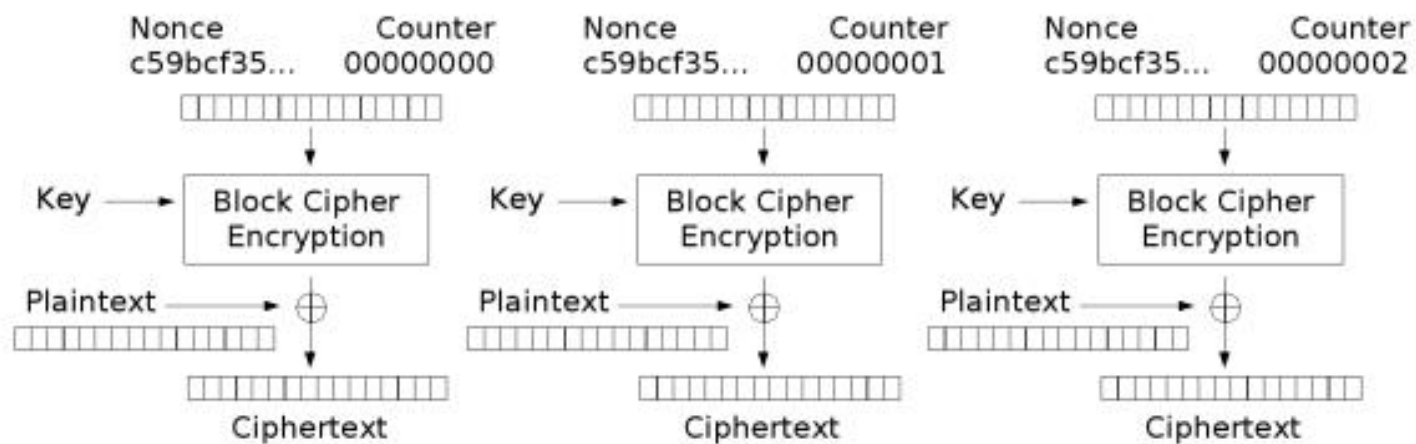 Nonce Counter
c59bcf35... 00000000
Nonce Counter
c59bcf35... 00000001
Nonce Counter
c59bcf35... 00000002
Key
Block Cipher
Encryption
Key
Block Cipher
Encryption
Key
Block Cipher
Encryption
Plaintext
Plaintext
Plaintext
Ciphertext
Ciphertext
Ciphertext